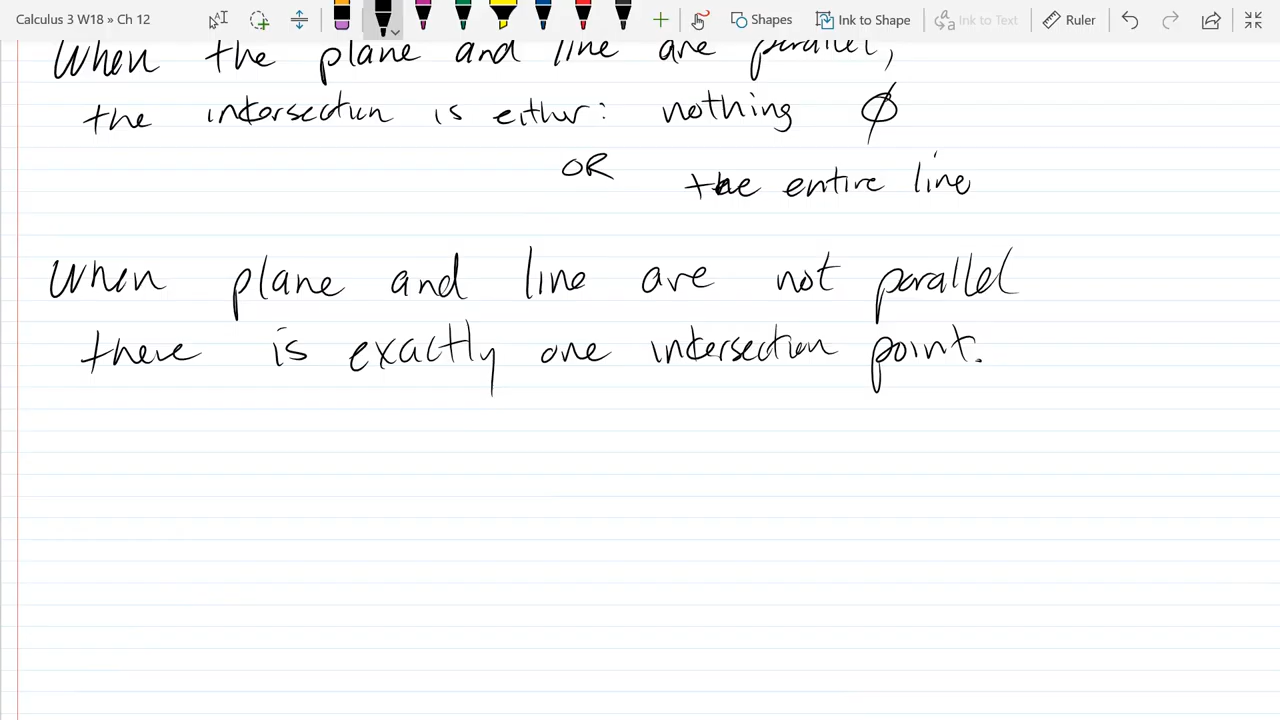 Calculus 3 W18 » Ch 12
Shapes
Ink to Shape
Ink to Text
Ruler
When the plane and line are parallel,
the intersection is either: nothing ∅
OR the entire line
When plane and line are not parallel
there is exactly one intersection point.